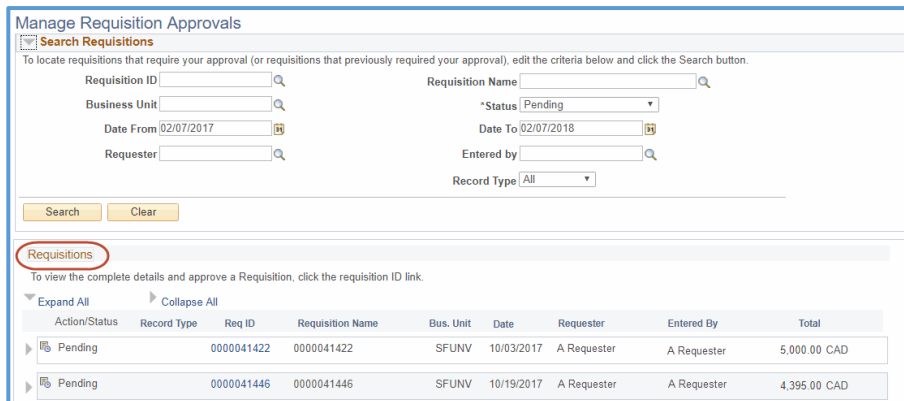 Manage Requisition Approvals
Search Requisitions
To locate requisitions that require your approval (or requisitions that previously required your approval), edit the criteria below and click the Search button.
Requisition ID Requisition Name
Business Unit *Status Pending
Date From 02/07/2017 Date To 02/07/2018
Requester Entered by
Record Type All
Search Clear
Requisitions
To view the complete details and approve a Requisition, click the requisition ID link.
Expand All Collapse All
Action/Status Record Type Req ID Requisition Name Bus. Unit Date Requester Entered By Total
Pending 0000041422 0000041422 SFUNV 10/03/2017 A Requester A Requester 5,000.00 CAD
Pending 0000041446 0000041446 SFUNV 10/19/2017 A Requester A Requester 4,395.00 CAD